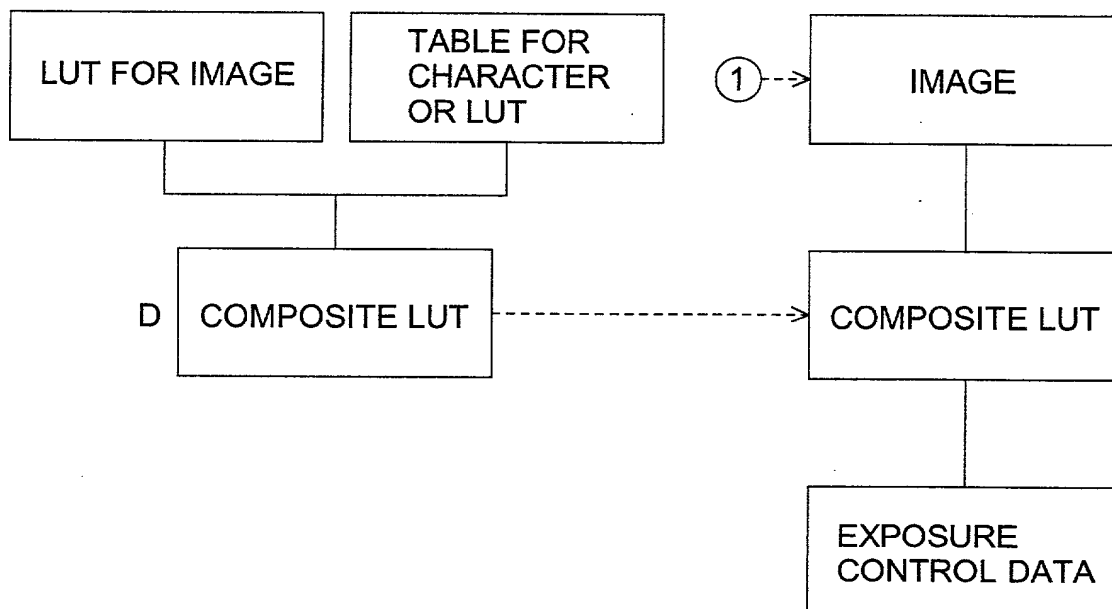 LUT FOR IMAGE
TABLE FOR
CHARACTER
OR LUT
1
IMAGE
D
COMPOSITE LUT
COMPOSITE LUT
EXPOSURE
CONTROL DATA